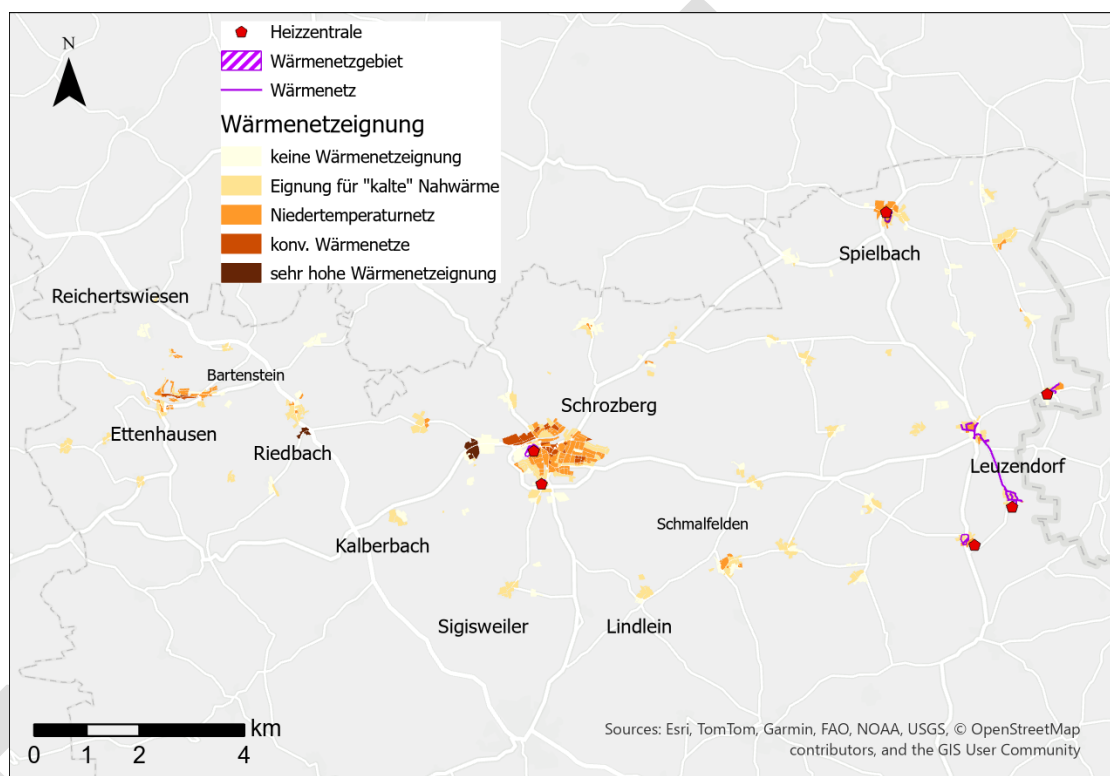 N
Heizzentrale
Wärmenetzgebiet
Wärmenetz
Wärmenetzeignung
keine Wärmenetzeignung
Eignung für "kalte" Nahwärme
Niedertemperaturnetz
konv. Wärmenetze
sehr hohe Wärmenetzeignung
Spielbach
Reichertswiesen
Bartenstein
Schrozberg
Ettenhausen
Riedbach
Leuzendorf
Schmalfelden
Kalberbach
Sigisweiler
Lindlein
km
0 1 2 4
Sources: Esri, TomTom, Garmin, FAO, NOAA, USGS, © OpenStreetMap
contributors, and the GIS User Community